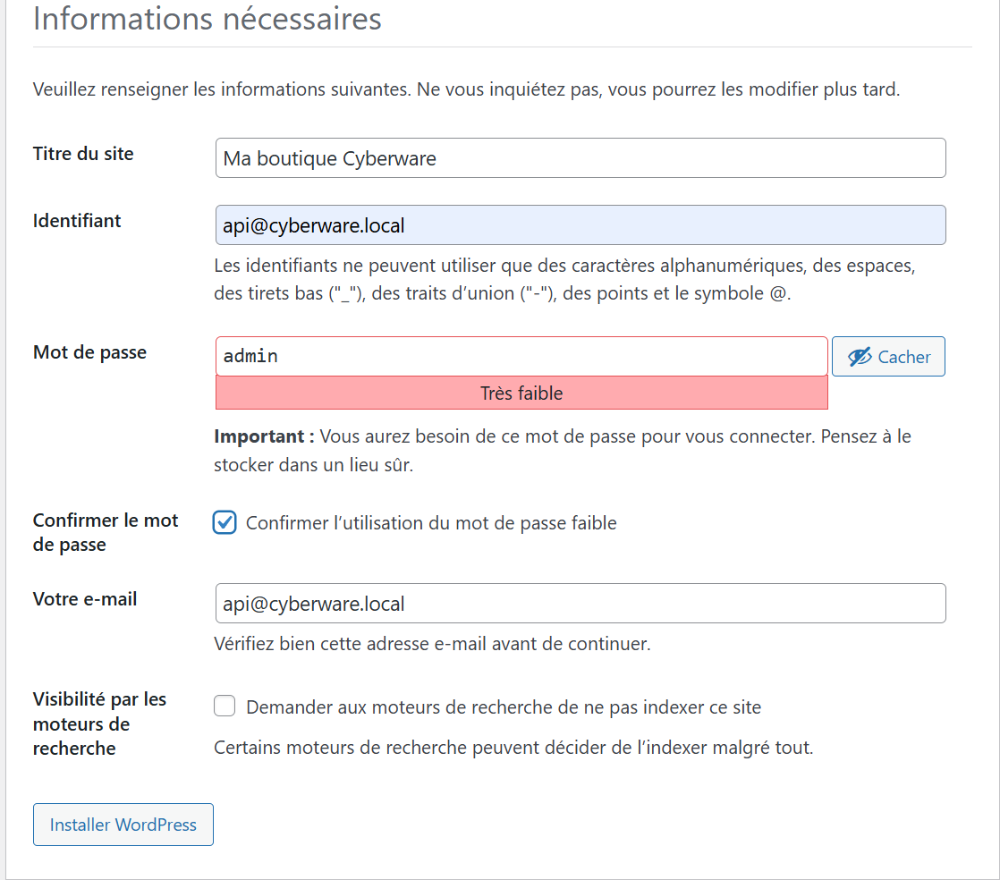 Informations nécessaires
Veuillez renseigner les informations suivantes. Ne vous inquiétez pas, vous pourrez les modifier plus tard.
Titre du site
Ma boutique Cyberware
Identifiant
api@cyberware.local
Les identifiants ne peuvent utiliser que des caractères alphanumériques, des espaces,
des tirets bas ("_"), des traits d’union ("-"), des points et le symbole @.
Mot de passe
admin
Cacher
Très faible
Important : Vous aurez besoin de ce mot de passe pour vous connecter. Pensez à le
stocker dans un lieu sûr.
Confirmer le mot
de passe
Confirmer l’utilisation du mot de passe faible
Votre e-mail
api@cyberware.local
Vérifiez bien cette adresse e-mail avant de continuer.
Visibilité par les
moteurs de
recherche
Demander aux moteurs de recherche de ne pas indexer ce site
Certains moteurs de recherche peuvent décider de l’indexer malgré tout.
Installer WordPress